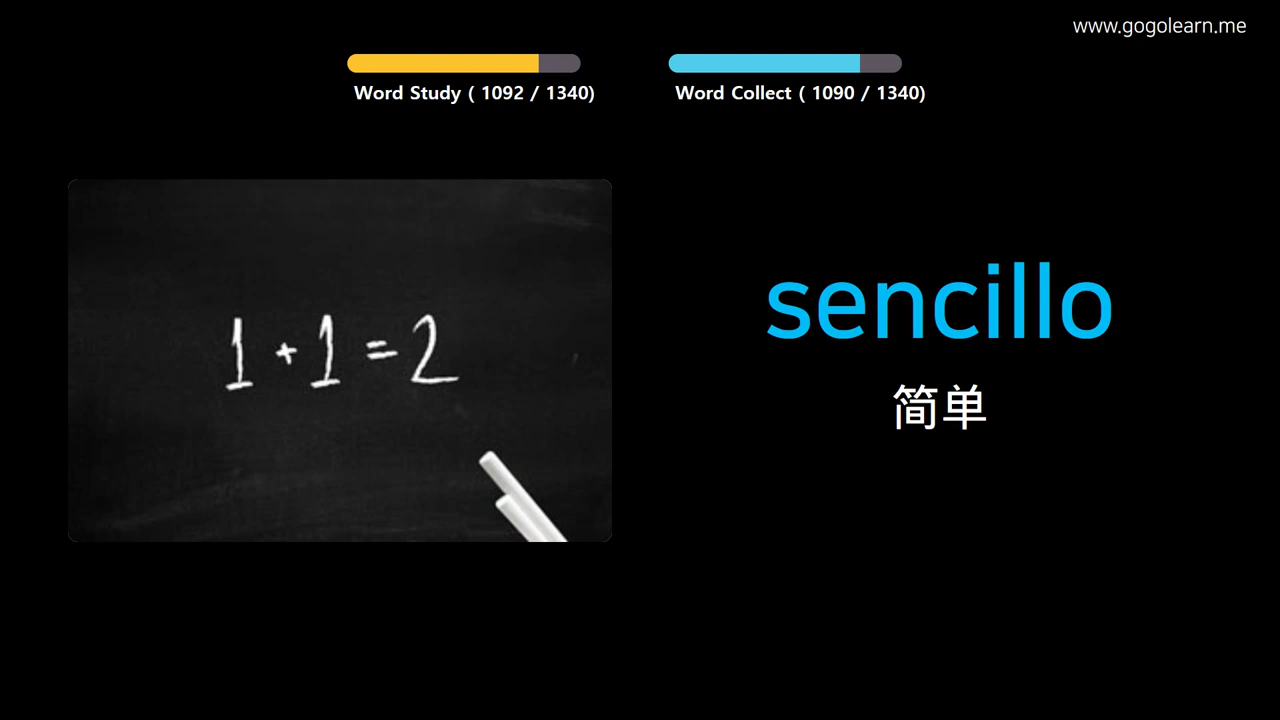 www.gogolearn.me
Word Study ( 1092 / 1340)
Word Collect ( 1090 / 1340)
1 + 1 = 2
sencillo
简单